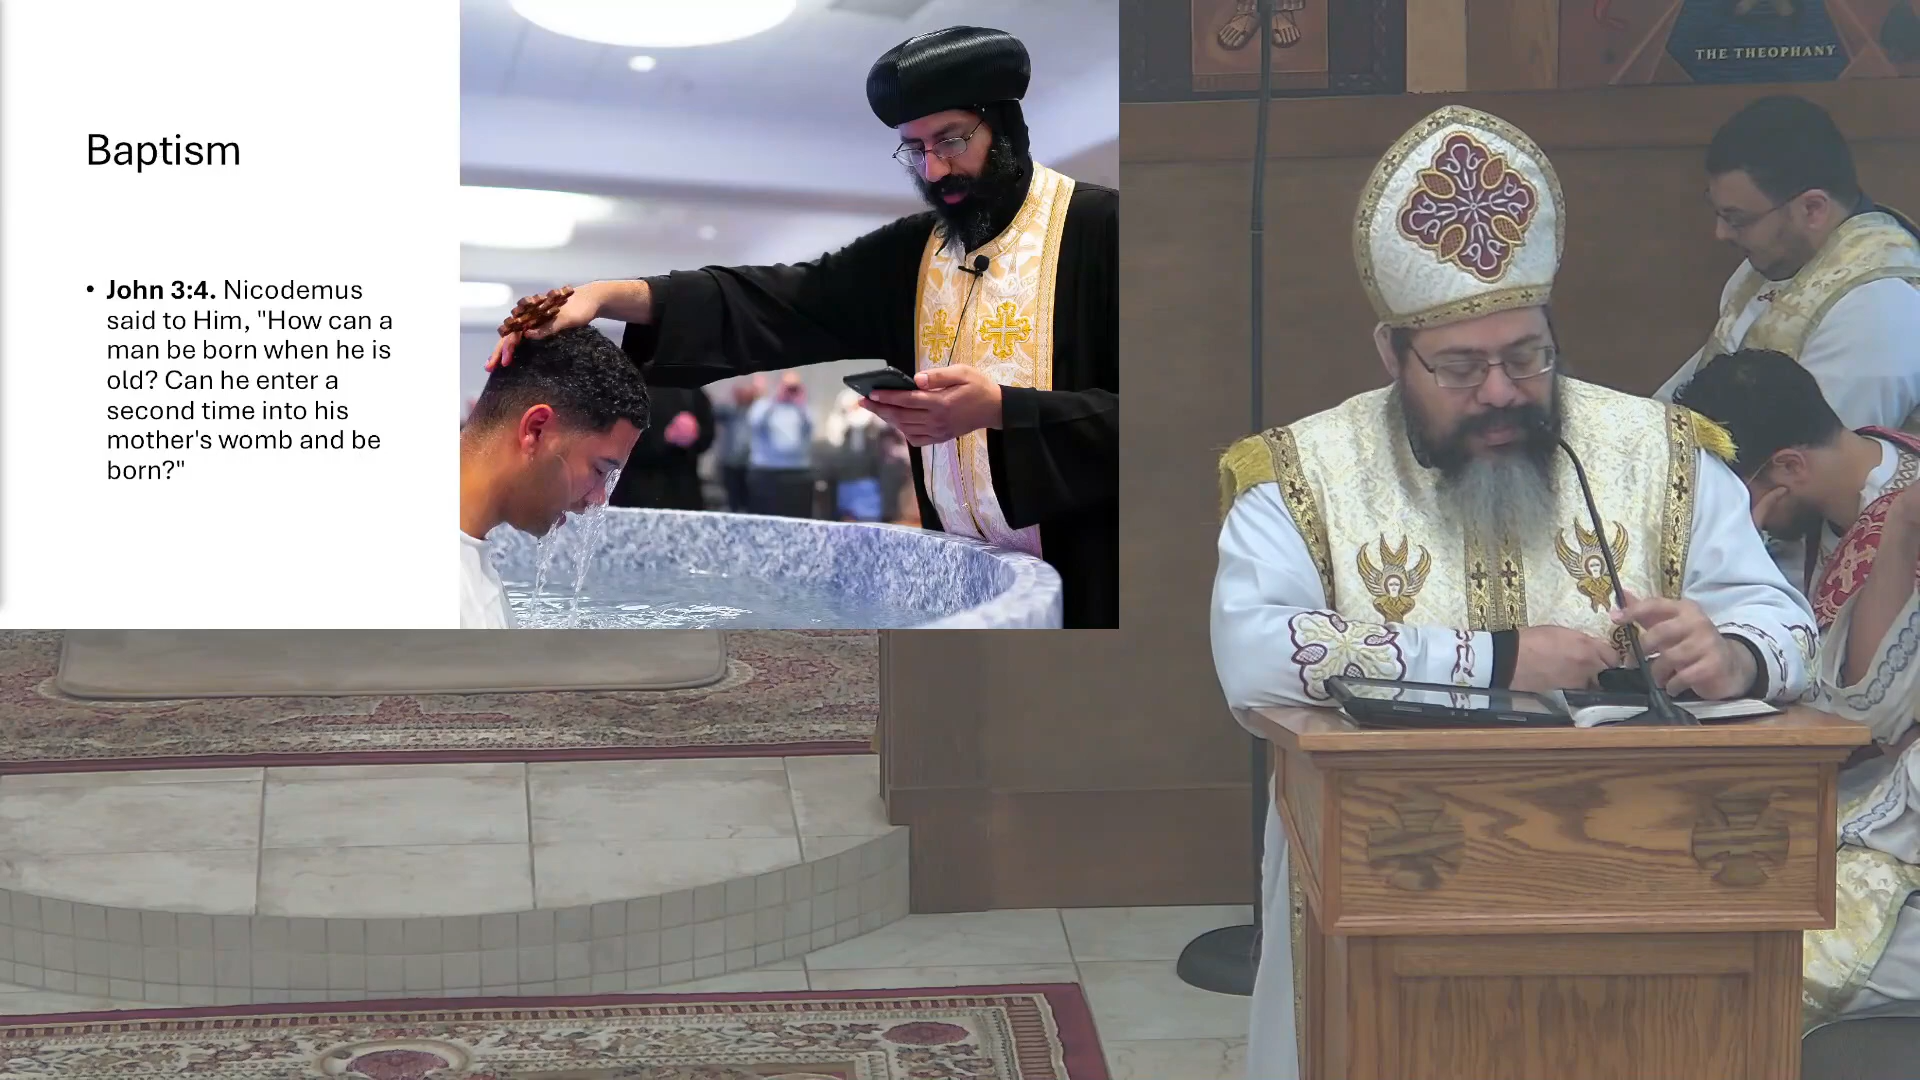 Baptism
• John 3:4. Nicodemus
said to Him, "How can a
man be born when he is
old? Can he enter a
second time into his
mother's womb and be
born?"
THE THEOPHANY